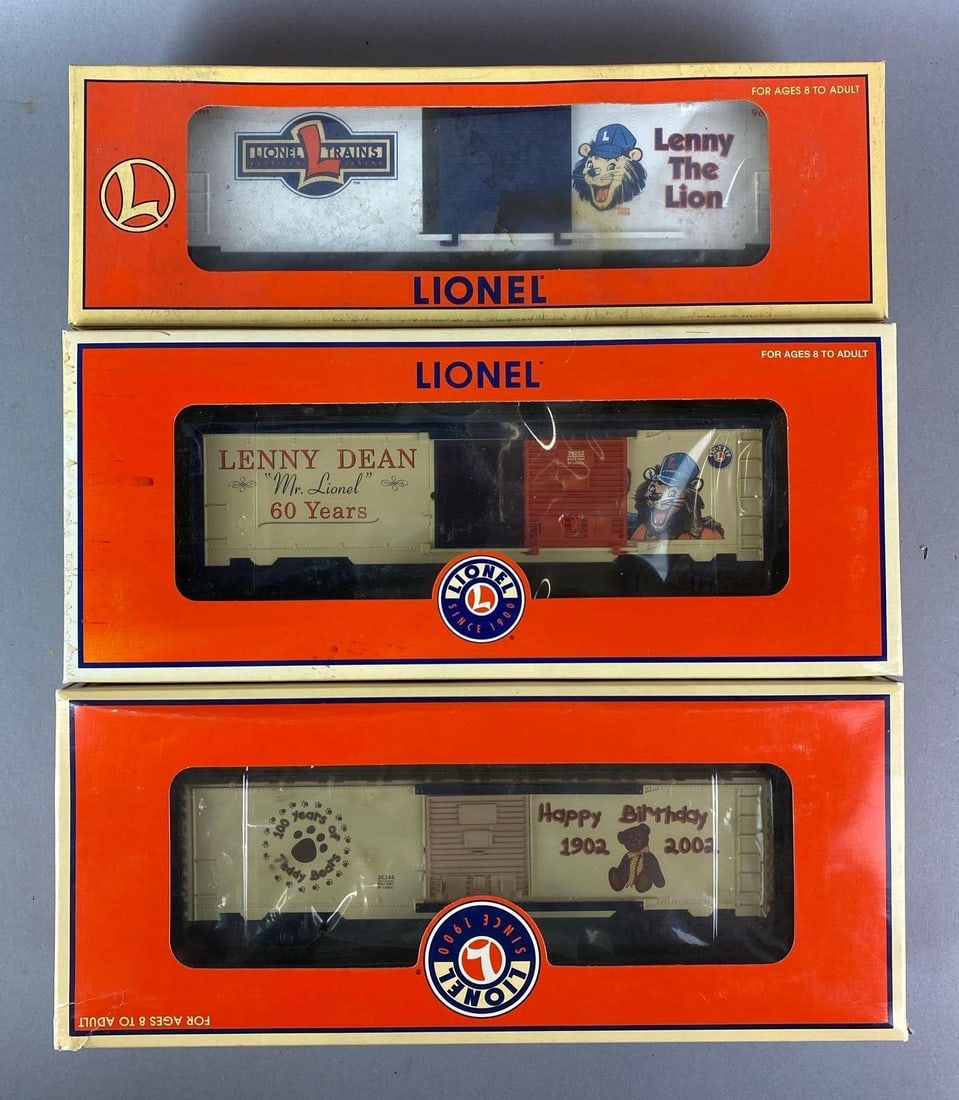 FOR AGES 8 TO ADULT
LIONEL TRAINS
L
L
Lenny
The
Lion
L
LIONEL
LIONEL
FOR AGES 8 TO ADULT
LENNY DEAN
"Mr. Lionel"
60 Years
LIONEL
L
SINCE 1900
100 Years of
Teddy Bears
Happy Birthday
1902 2002
36244
SINCE 1900
L
LIONEL
FOR AGES 8 TO ADULT